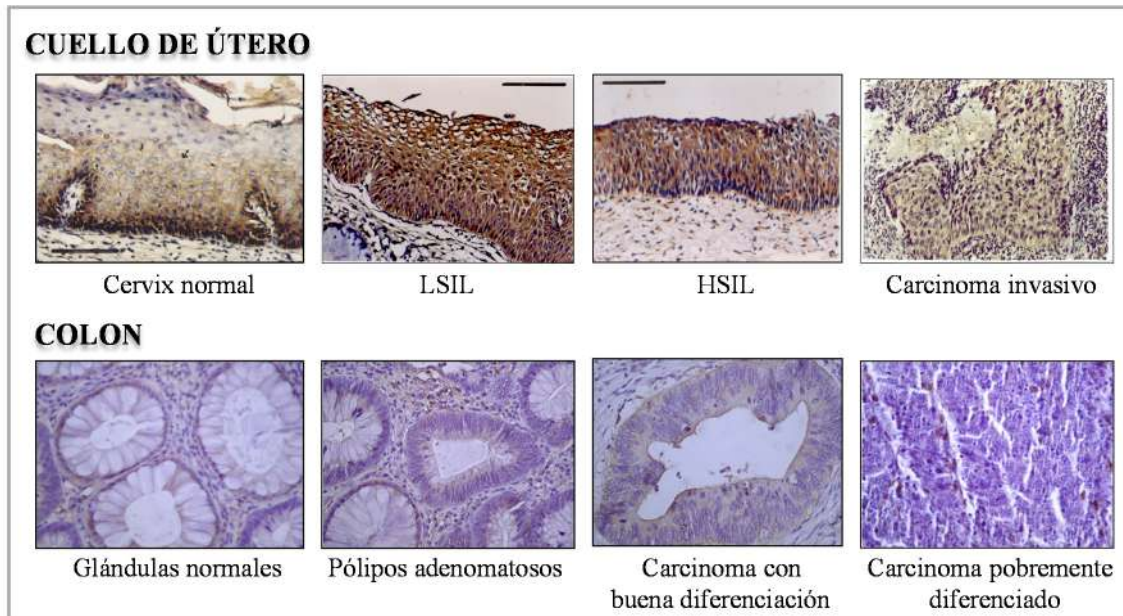 CUELLO DE ÚTERO
Cervix normal
LSIL
HSIL
Carcinoma invasivo
COLON
Glándulas normales
Pólipos adenomatosos
Carcinoma con
buena diferenciación
Carcinoma pobremente
diferenciado